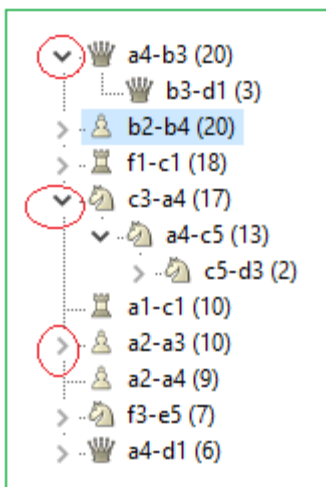 a4-b3 (20)
b3-d1 (3)
b2-b4 (20)
f1-c1 (18)
c3-a4 (17)
a4-c5 (13)
c5-d3 (2)
a1-c1 (10)
a2-a3 (10)
a2-a4 (9)
f3-e5 (7)
a4-d1 (6)